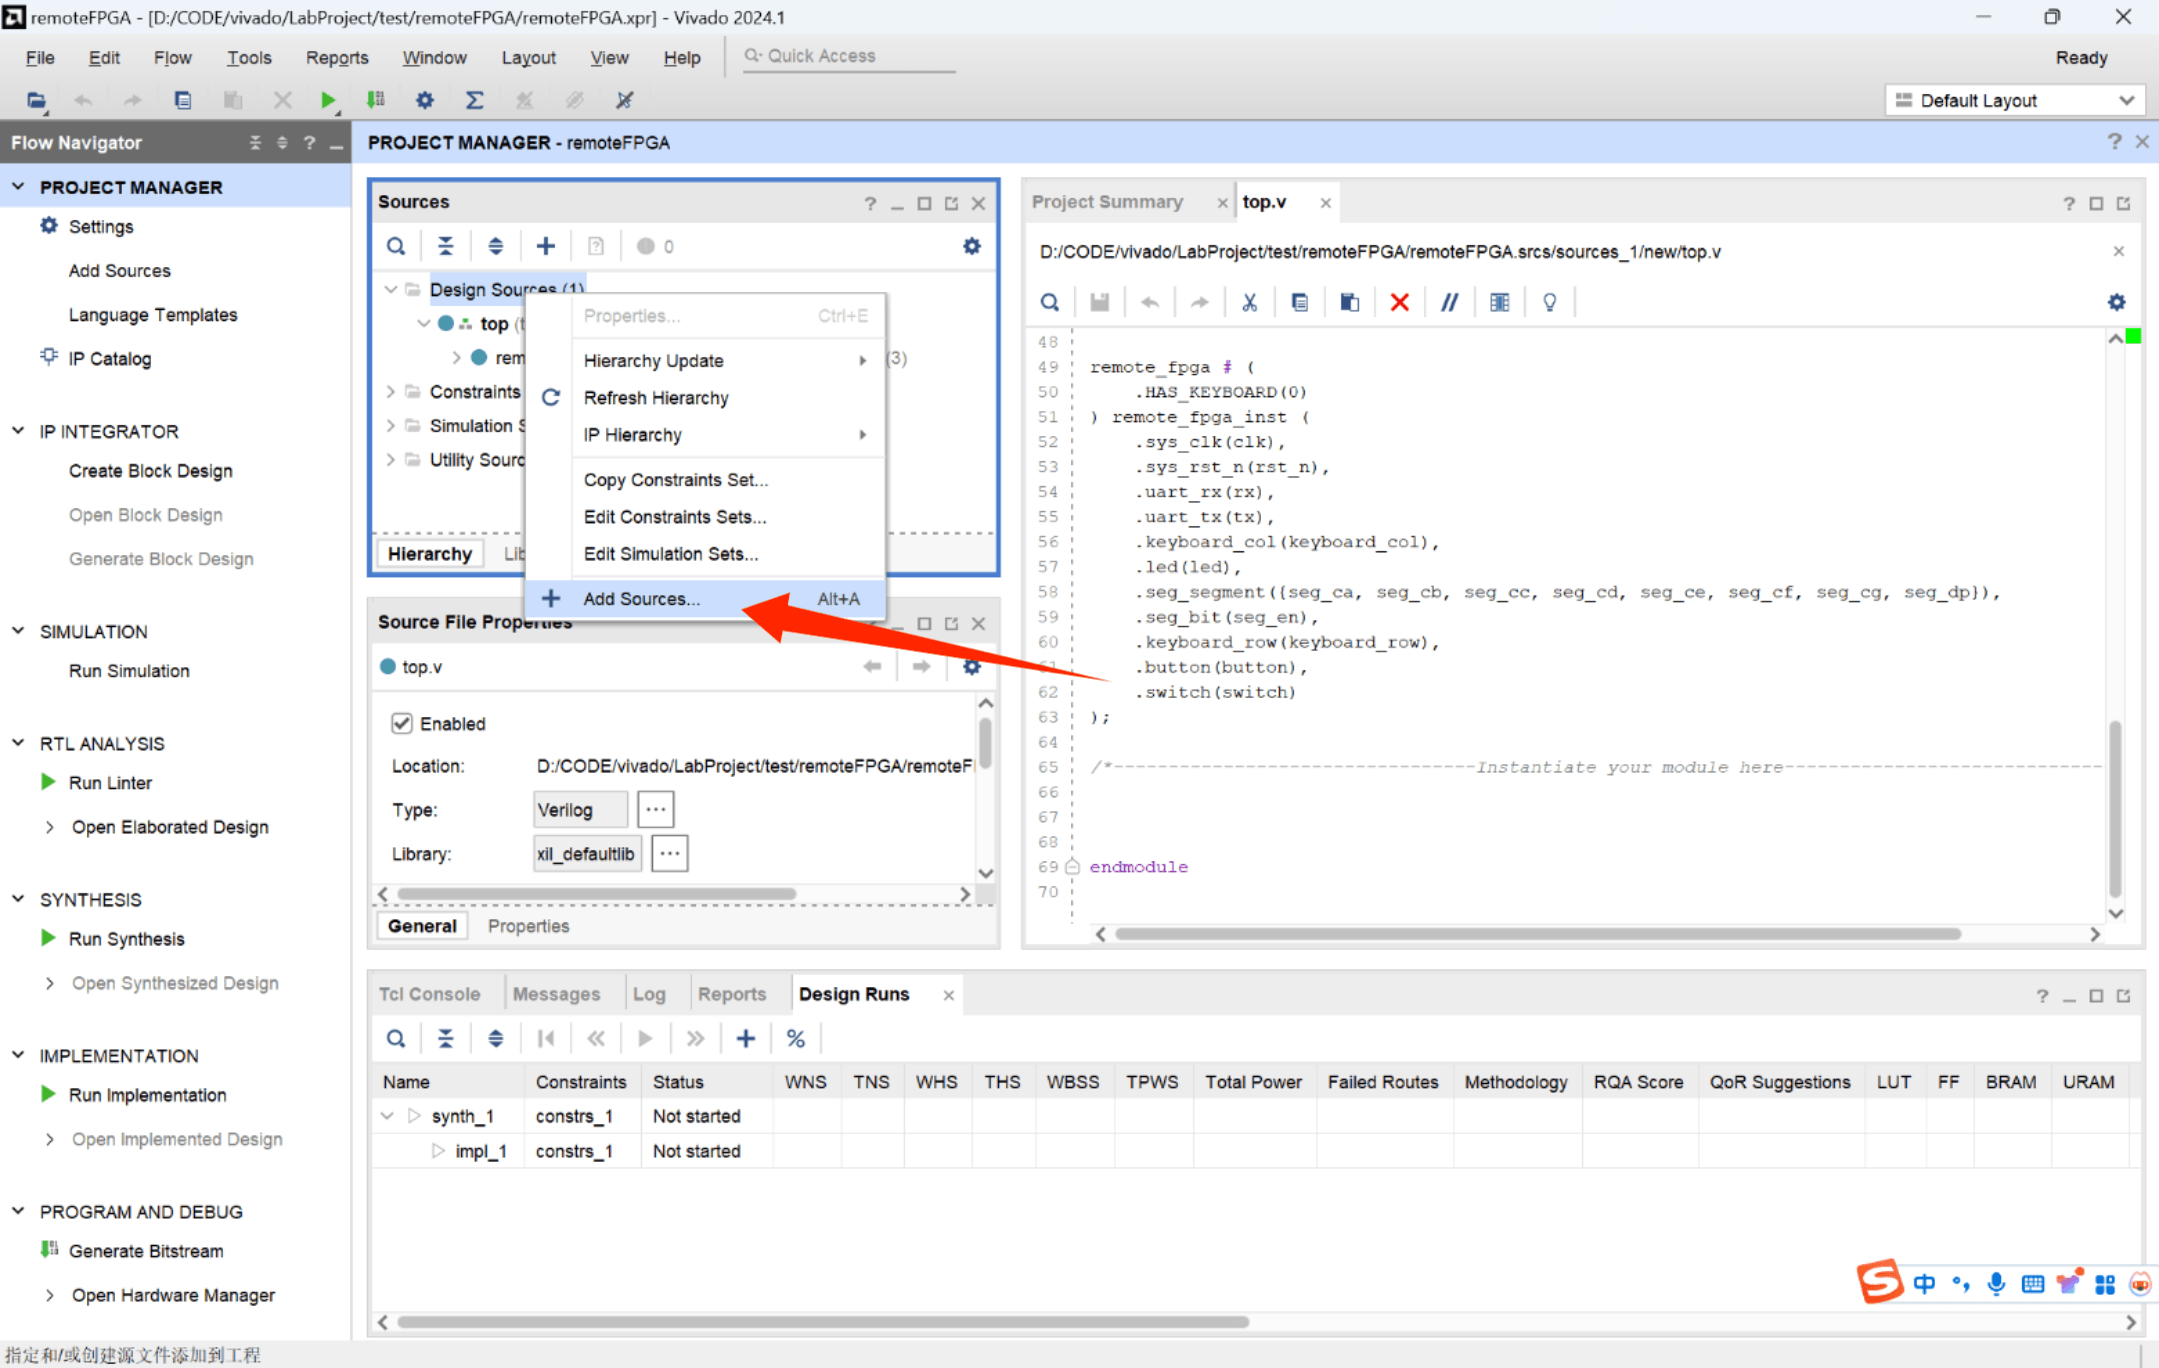 remoteFPGA - [D:/CODE/vivado/LabProject/test/remoteFPGA/remoteFPGA.xpr] - Vivado 2024.1
File Edit Flow Tools Reports Window Layout View Help Quick Access Ready
Default Layout
Flow Navigator
PROJECT MANAGER
Settings
Add Sources
Language Templates
IP Catalog
IP INTEGRATOR
Create Block Design
Open Block Design
Generate Block Design
SIMULATION
Run Simulation
RTL ANALYSIS
Run Linter
Open Elaborated Design
SYNTHESIS
Run Synthesis
Open Synthesized Design
IMPLEMENTATION
Run Implementation
Open Implemented Design
PROGRAM AND DEBUG
Generate Bitstream
Open Hardware Manager
PROJECT MANAGER - remoteFPGA
Sources
0
Design Sources (1)
top (t
rem
(3)
Constraints
Simulation S
Utility Sourc
Hierarchy Lib
Properties... Ctrl+E
Hierarchy Update
Refresh Hierarchy
IP Hierarchy
Copy Constraints Set...
Edit Constraints Sets...
Edit Simulation Sets...
Add Sources... Alt+A
Source File Properties
top.v
Enabled
Location: D:/CODE/vivado/LabProject/test/remoteFPGA/remoteF
Type: Verilog ...
Library: xil_defaultlib ...
General Properties
Project Summary top.v
D:/CODE/vivado/LabProject/test/remoteFPGA/remoteFPGA.srcs/sources_1/new/top.v
48
49 remote_fpga # (
50 .HAS_KEYBOARD(0)
51 ) remote_fpga_inst (
52 .sys_clk(clk),
53 .sys_rst_n(rst_n),
54 .uart_rx(rx),
55 .uart_tx(tx),
56 .keyboard_col(keyboard_col),
57 .led(led),
58 .seg_segment({seg_ca, seg_cb, seg_cc, seg_cd, seg_ce, seg_cf, seg_cg, seg_dp}),
59 .seg_bit(seg_en),
60 .keyboard_row(keyboard_row),
61 .button(button),
62 .switch(switch)
63 );
64
65 /*---------------------------------Instantiate your module here-----------------------------
66
67
68
69 endmodule
70
Tcl Console Messages Log Reports Design Runs
Name Constraints Status WNS TNS WHS THS WBSS TPWS Total Power Failed Routes Methodology RQA Score QoR Suggestions LUT FF BRAM URAM
synth_1 constrs_1 Not started
impl_1 constrs_1 Not started
S 中
指定和/或创建源文件添加到工程